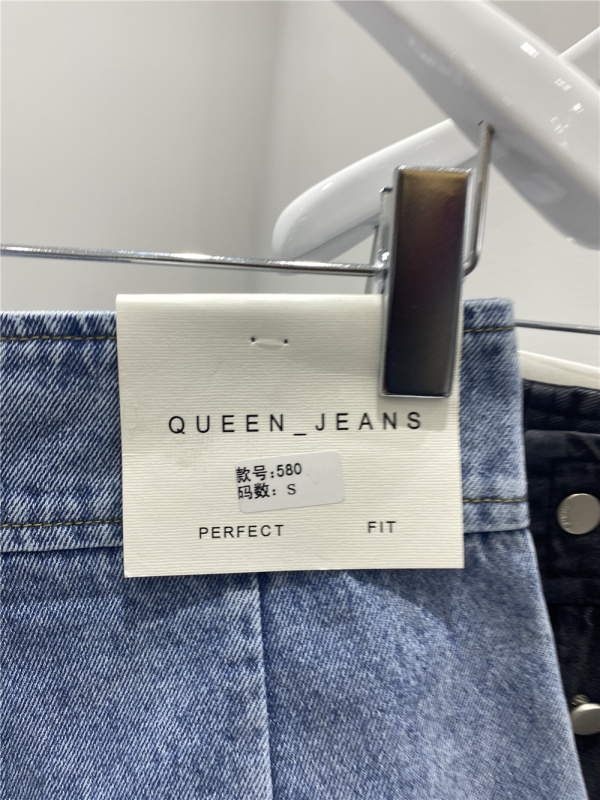 QUEEN_JEANS
款号:580
码数: S
PERFECT FIT